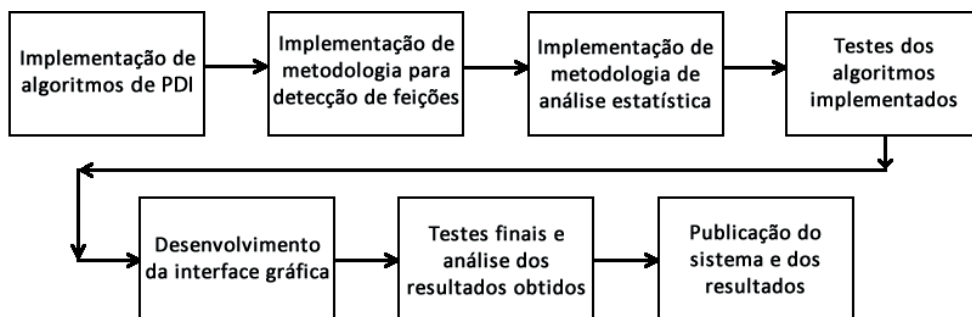 Implementação de
algoritmos de PDI
Implementação de
metodologia para
detecção de feições
Implementação de
metodologia de
análise estatística
Testes dos
algoritmos
implementados
Desenvolvimento
da interface gráfica
Testes finais e
análise dos
resultados obtidos
Publicação do
sistema e dos
resultados